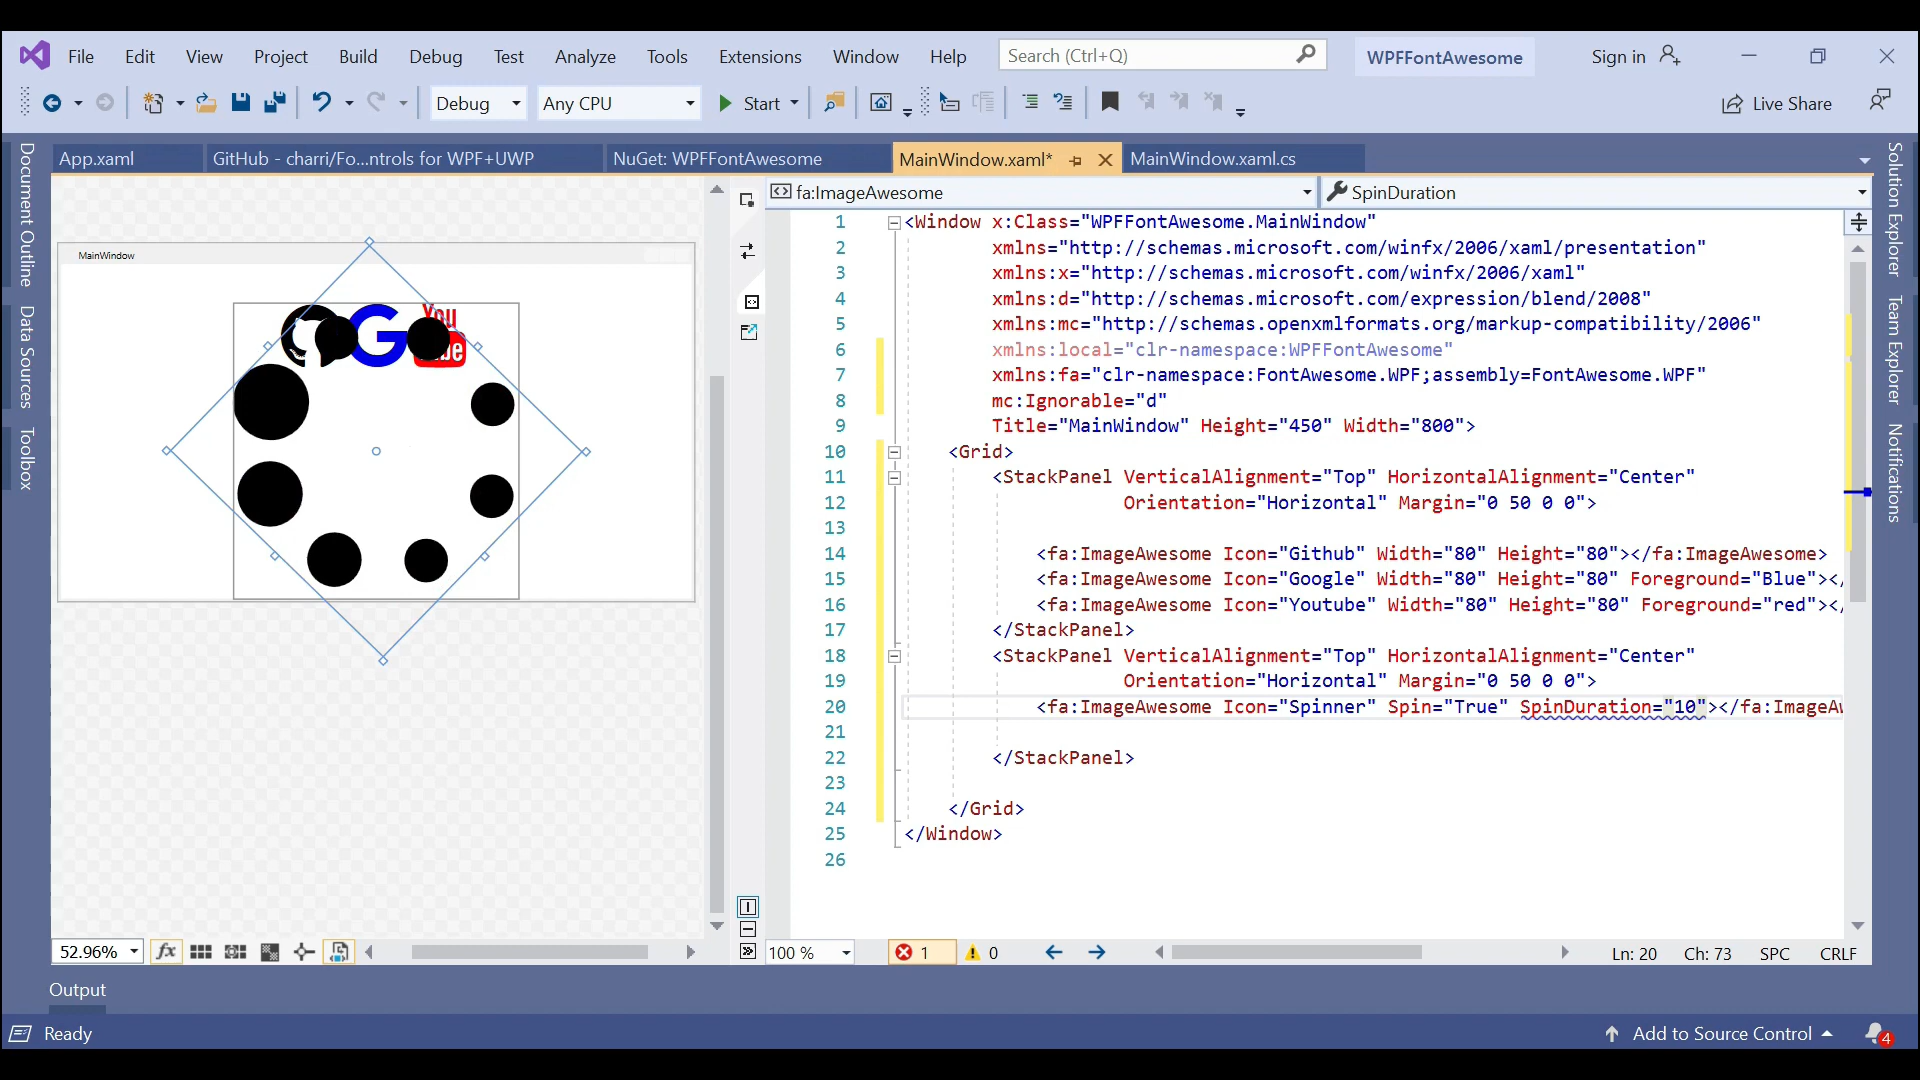 File Edit View Project Build Debug Test Analyze Tools Extensions Window Help Search (Ctrl+Q) WPFFontAwesome Sign in
Debug Any CPU Start Live Share
App.xaml GitHub - charri/Fo...ntrols for WPF+UWP NuGet: WPFFontAwesome MainWindow.xaml* MainWindow.xaml.cs
Document Outline
Data Sources
Toolbox
MainWindow
You
Tube
fa:ImageAwesome SpinDuration
1 <Window x:Class="WPFFontAwesome.MainWindow"
2 xmlns="http://schemas.microsoft.com/winfx/2006/xaml/presentation"
3 xmlns:x="http://schemas.microsoft.com/winfx/2006/xaml"
4 xmlns:d="http://schemas.microsoft.com/expression/blend/2008"
5 xmlns:mc="http://schemas.openxmlformats.org/markup-compatibility/2006"
6 xmlns:local="clr-namespace:WPFFontAwesome"
7 xmlns:fa="clr-namespace:FontAwesome.WPF;assembly=FontAwesome.WPF"
8 mc:Ignorable="d"
9 Title="MainWindow" Height="450" Width="800">
10 <Grid>
11 <StackPanel VerticalAlignment="Top" HorizontalAlignment="Center"
12 Orientation="Horizontal" Margin="0 50 0 0">
13
14 <fa:ImageAwesome Icon="Github" Width="80" Height="80"></fa:ImageAwesome>
15 <fa:ImageAwesome Icon="Google" Width="80" Height="80" Foreground="Blue"></
16 <fa:ImageAwesome Icon="Youtube" Width="80" Height="80" Foreground="red"></
17 </StackPanel>
18 <StackPanel VerticalAlignment="Top" HorizontalAlignment="Center"
19 Orientation="Horizontal" Margin="0 50 0 0">
20 <fa:ImageAwesome Icon="Spinner" Spin="True" SpinDuration="10"></fa:ImageAw
21
22 </StackPanel>
23
24 </Grid>
25 </Window>
26
Solution Explorer
Team Explorer
Notifications
52.96% fx 100 % 1 0 Ln: 20 Ch: 73 SPC CRLF
Output
Ready Add to Source Control 4